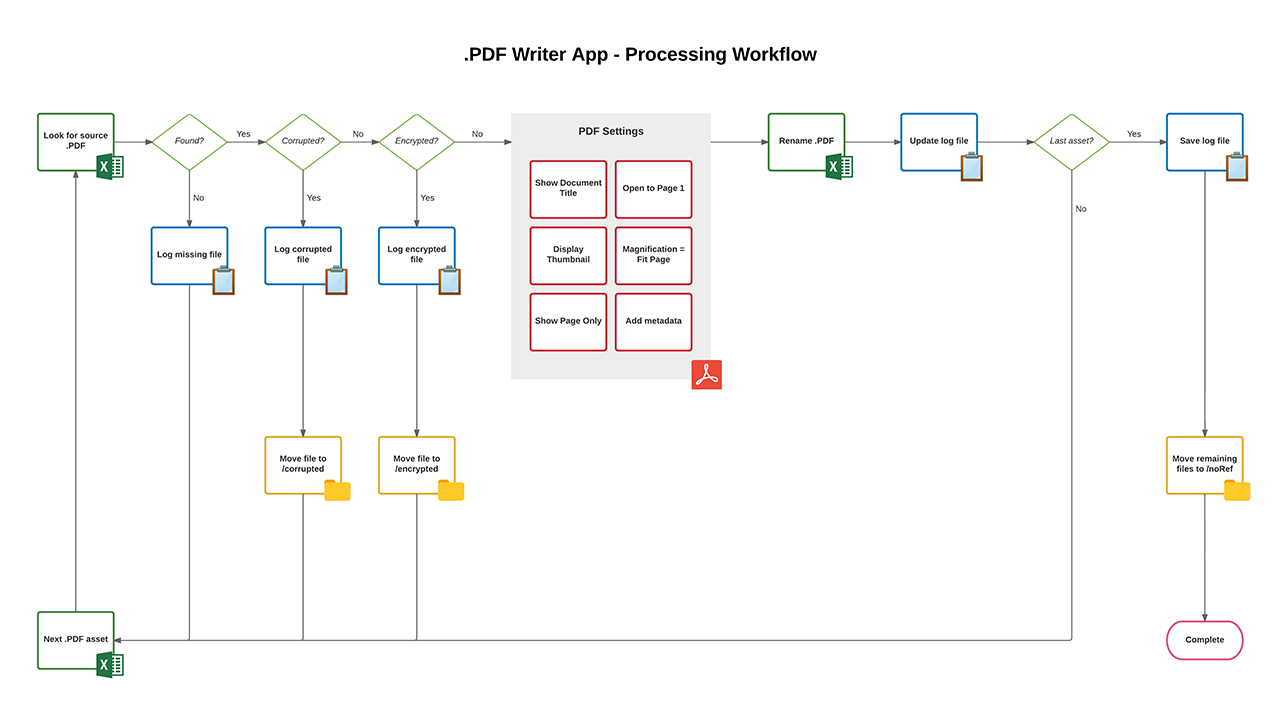 .PDF Writer App - Processing Workflow
Look for source
.PDF
Found?
Yes
Corrupted?
No
Encrypted?
No
PDF Settings
Rename .PDF
Update log file
Last asset?
Yes
Save log file
Show Document
Title
Open to Page 1
No
Yes
Yes
No
Log missing file
Log corrupted
file
Log encrypted
file
Display
Thumbnail
Magnification =
Fit Page
Show Page Only
Add metadata
Move file to
/corrupted
Move file to
/encrypted
Move remaining
files to /noRef
Next .PDF asset
Complete
X
X
X